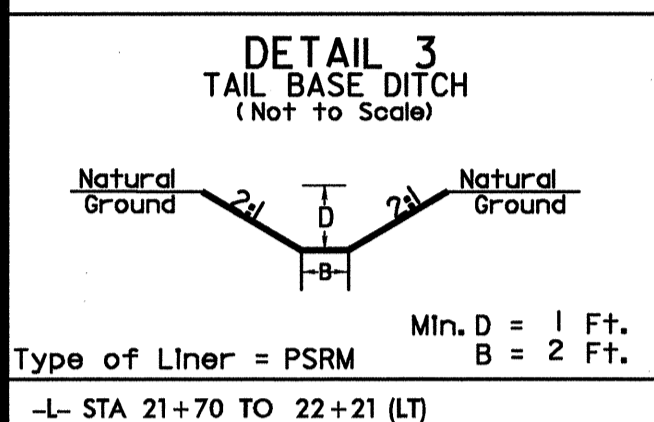 DETAIL 3
TAIL BASE DITCH
(Not to Scale)
Natural
Ground
2:1
D
2:1
Natural
Ground
B
Min. D = 1 Ft.
Type of Liner = PSRM
B = 2 Ft.
-L- STA 21+70 TO 22+21 (LT)